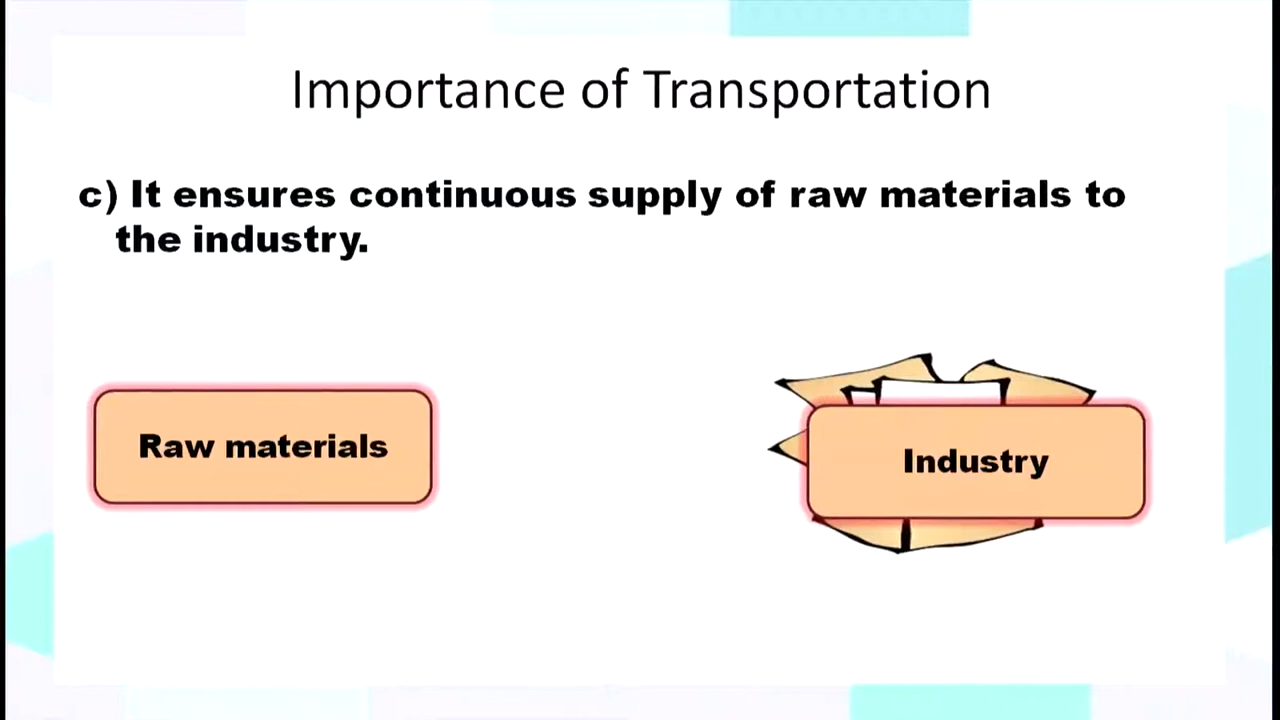 Importance of Transportation
c) It ensures continuous supply of raw materials to
the industry.
Raw materials
Industry